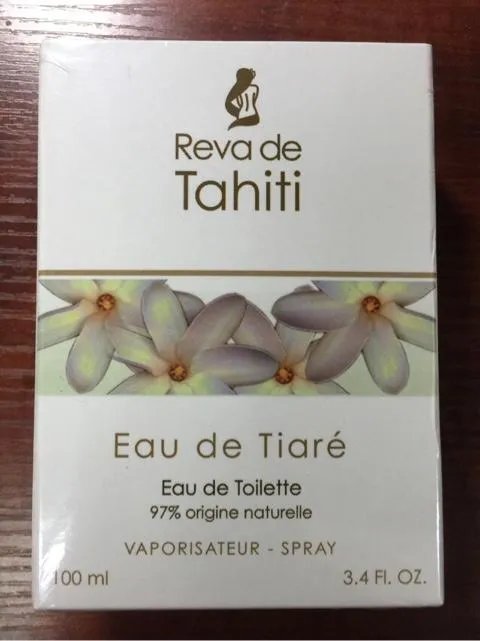 Reva de
Tahiti
Eau de Tiaré
Eau de Toilette
97% origine naturelle
VAPORISATEUR - SPRAY
100 ml 3.4 Fl. OZ.